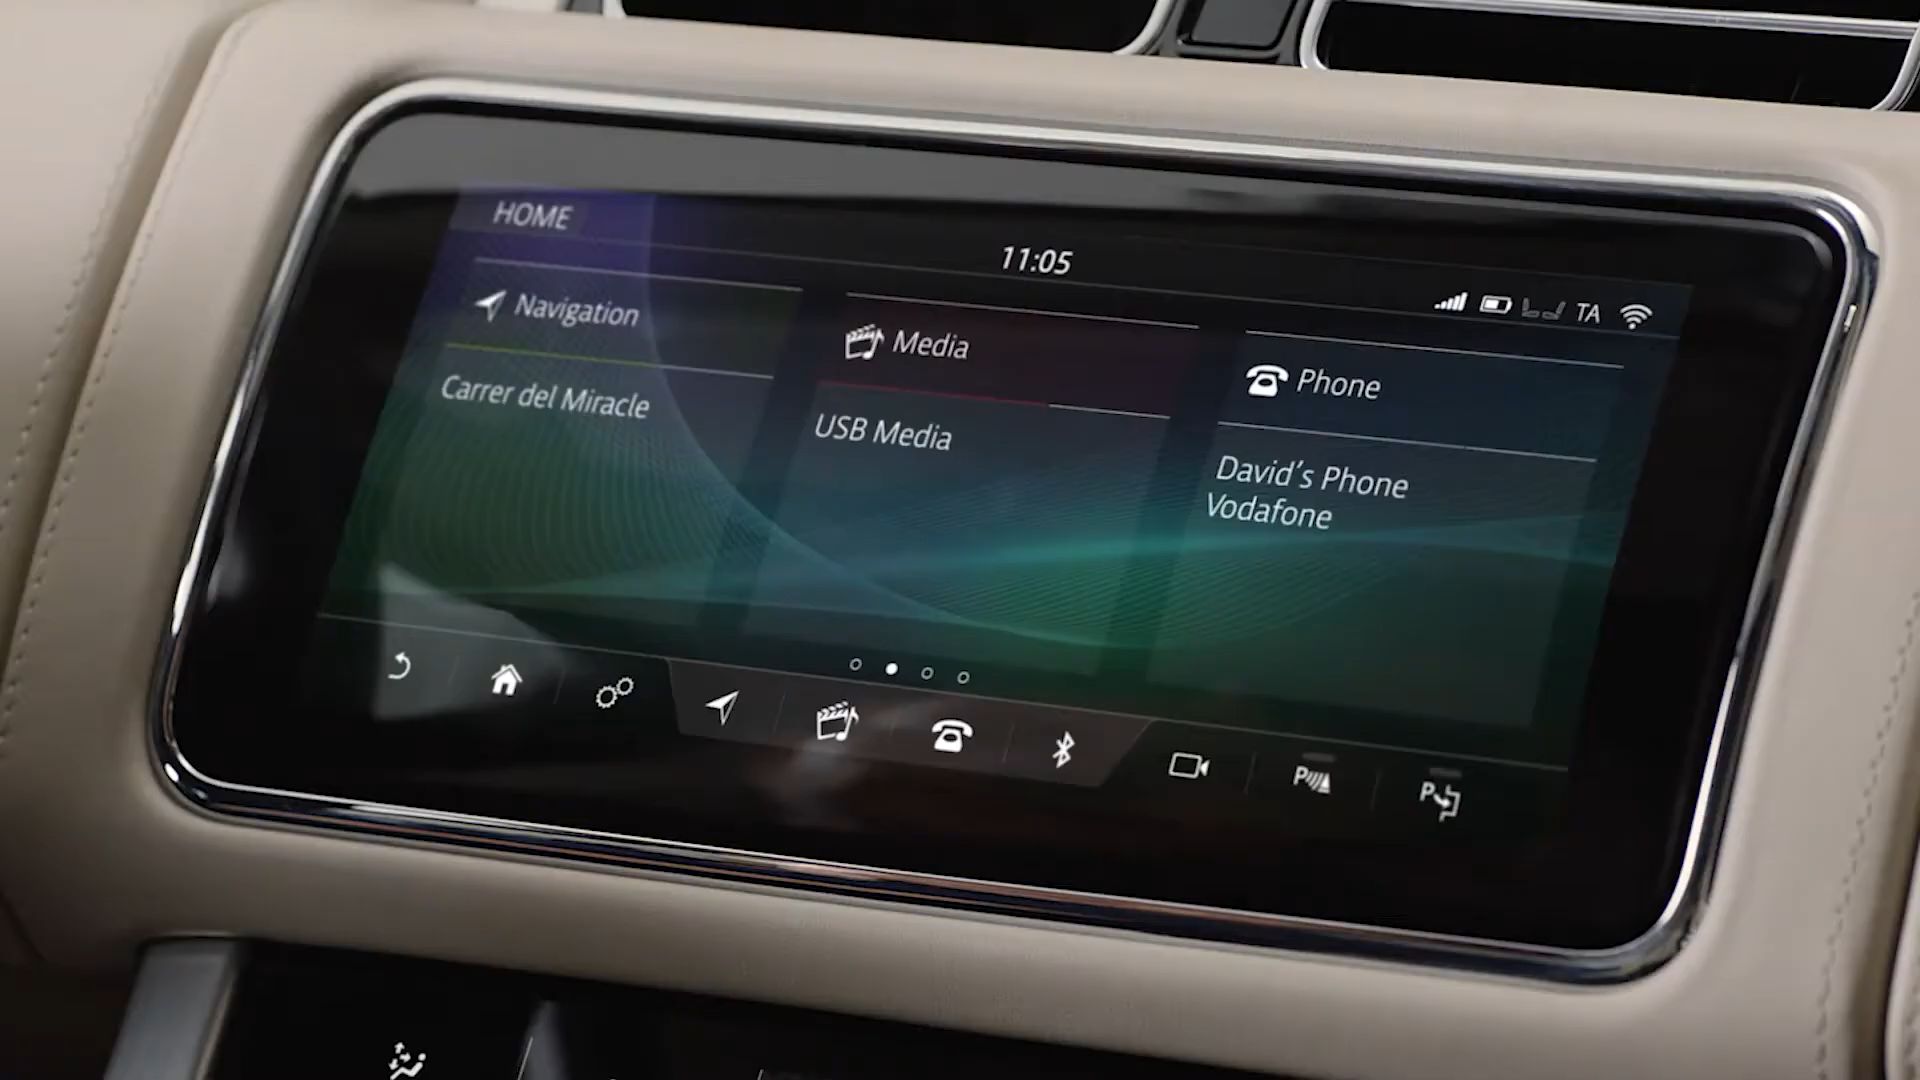 HOME
11:05
TA
Navigation
Media
Phone
Carrer del Miracle
USB Media
David's Phone
Vodafone
P
P